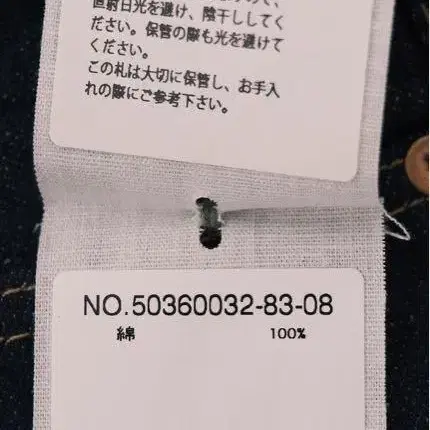 直射日光を避け、陰干ししてく
ださい。保管の際も光を避けて
ください。
この札は大切に保管し、お手入
れの際にご参考下さい。
NO.50360032-83-08
綿 100%